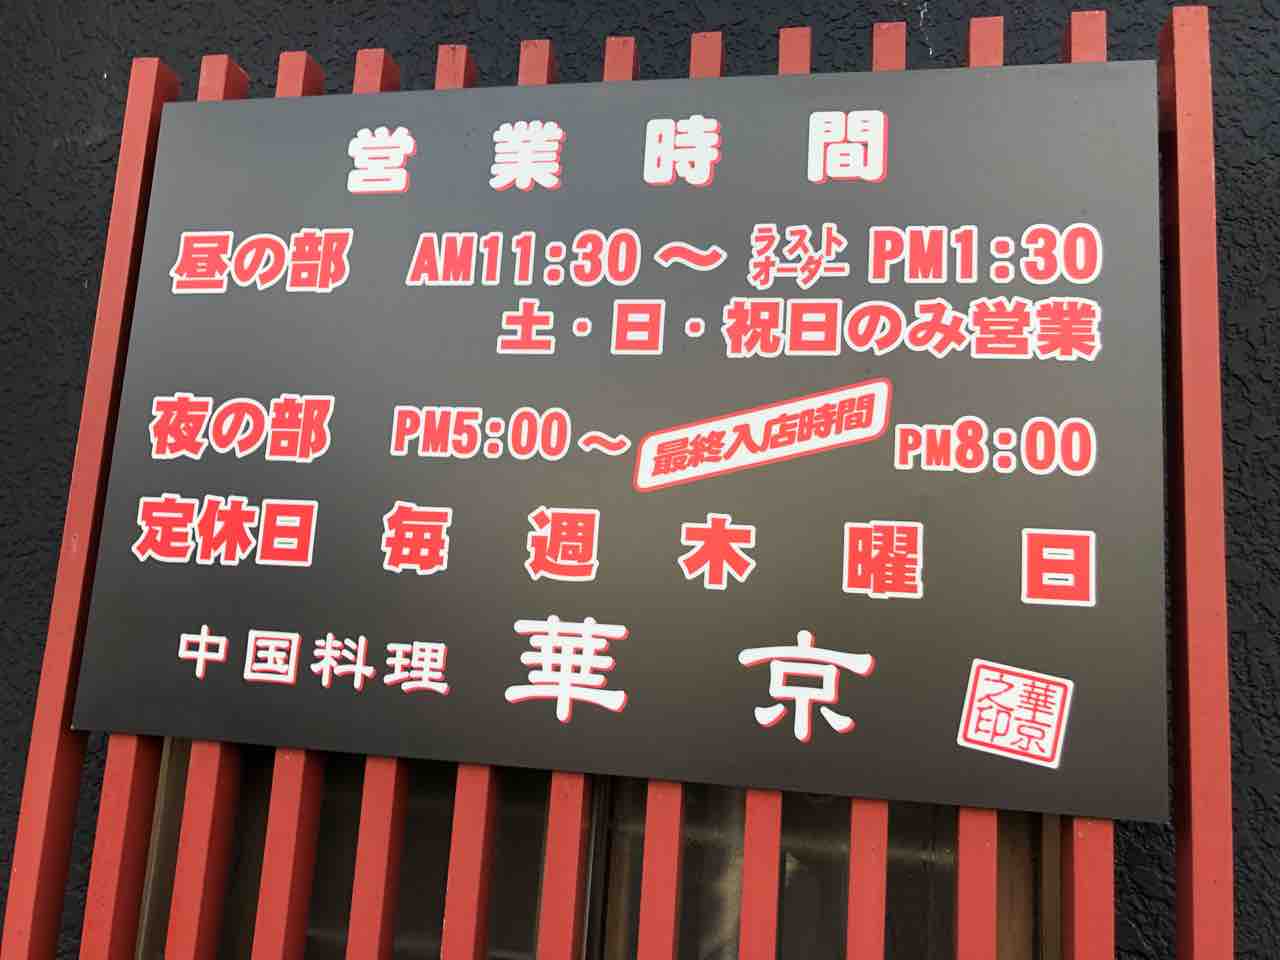 営業時間
昼の部 AM11:30～ラストオーダー PM1:30
土・日・祝日のみ営業
夜の部 PM5:00～最終入店時間 PM8:00
定休日 毎週木曜日
中国料理 華京
華京之印